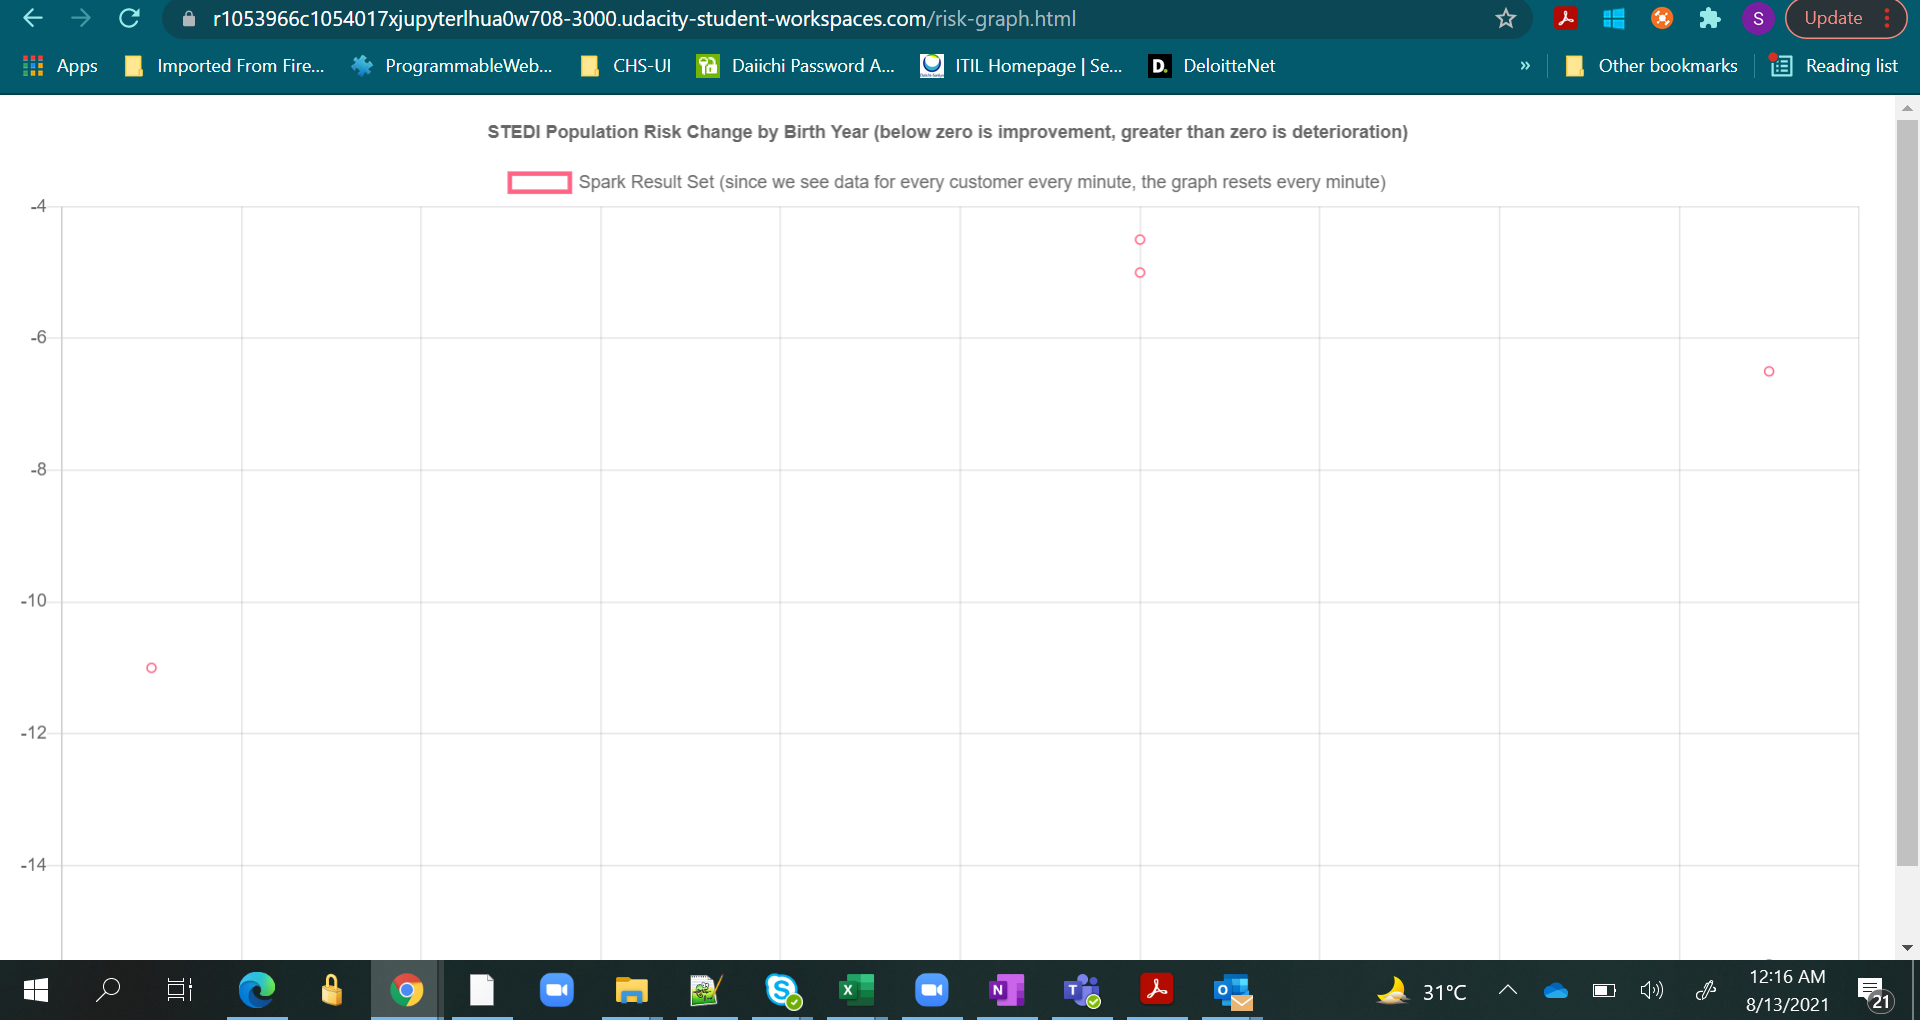 r1053966c1054017xjupyterlhua0w708-3000.udacity-student-workspaces.com/risk-graph.html
S
Update
Apps
Imported From Fire...
ProgrammableWeb...
CHS-UI
Daiichi Password A...
D.
ITIL Homepage | Se...
DeloitteNet
»
Other bookmarks
Reading list
STEDI Population Risk Change by Birth Year (below zero is improvement, greater than zero is deterioration)
Spark Result Set (since we see data for every customer every minute, the graph resets every minute)
-4
-6
-8
-10
-12
-14
31°C
12:16 AM
8/13/2021
21